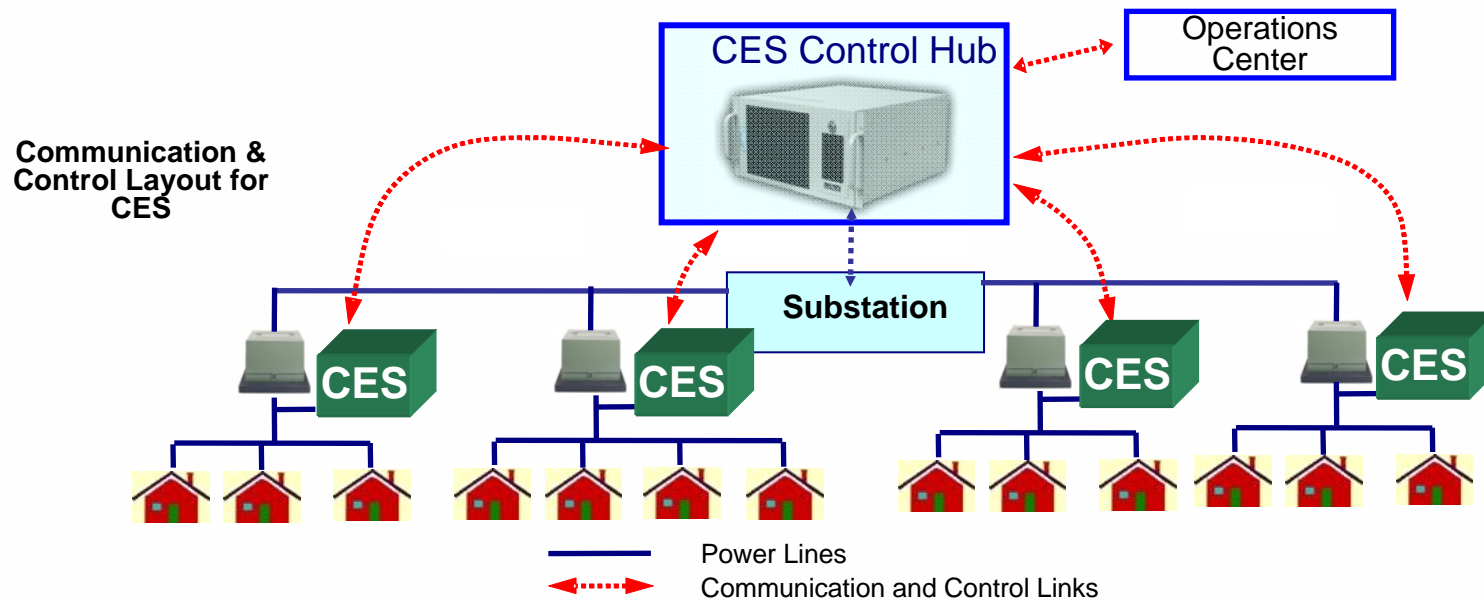 CES Control Hub
Operations
Center
Communication &
Control Layout for
CES
Substation
CES
CES
CES
CES
Power Lines
Communication and Control Links